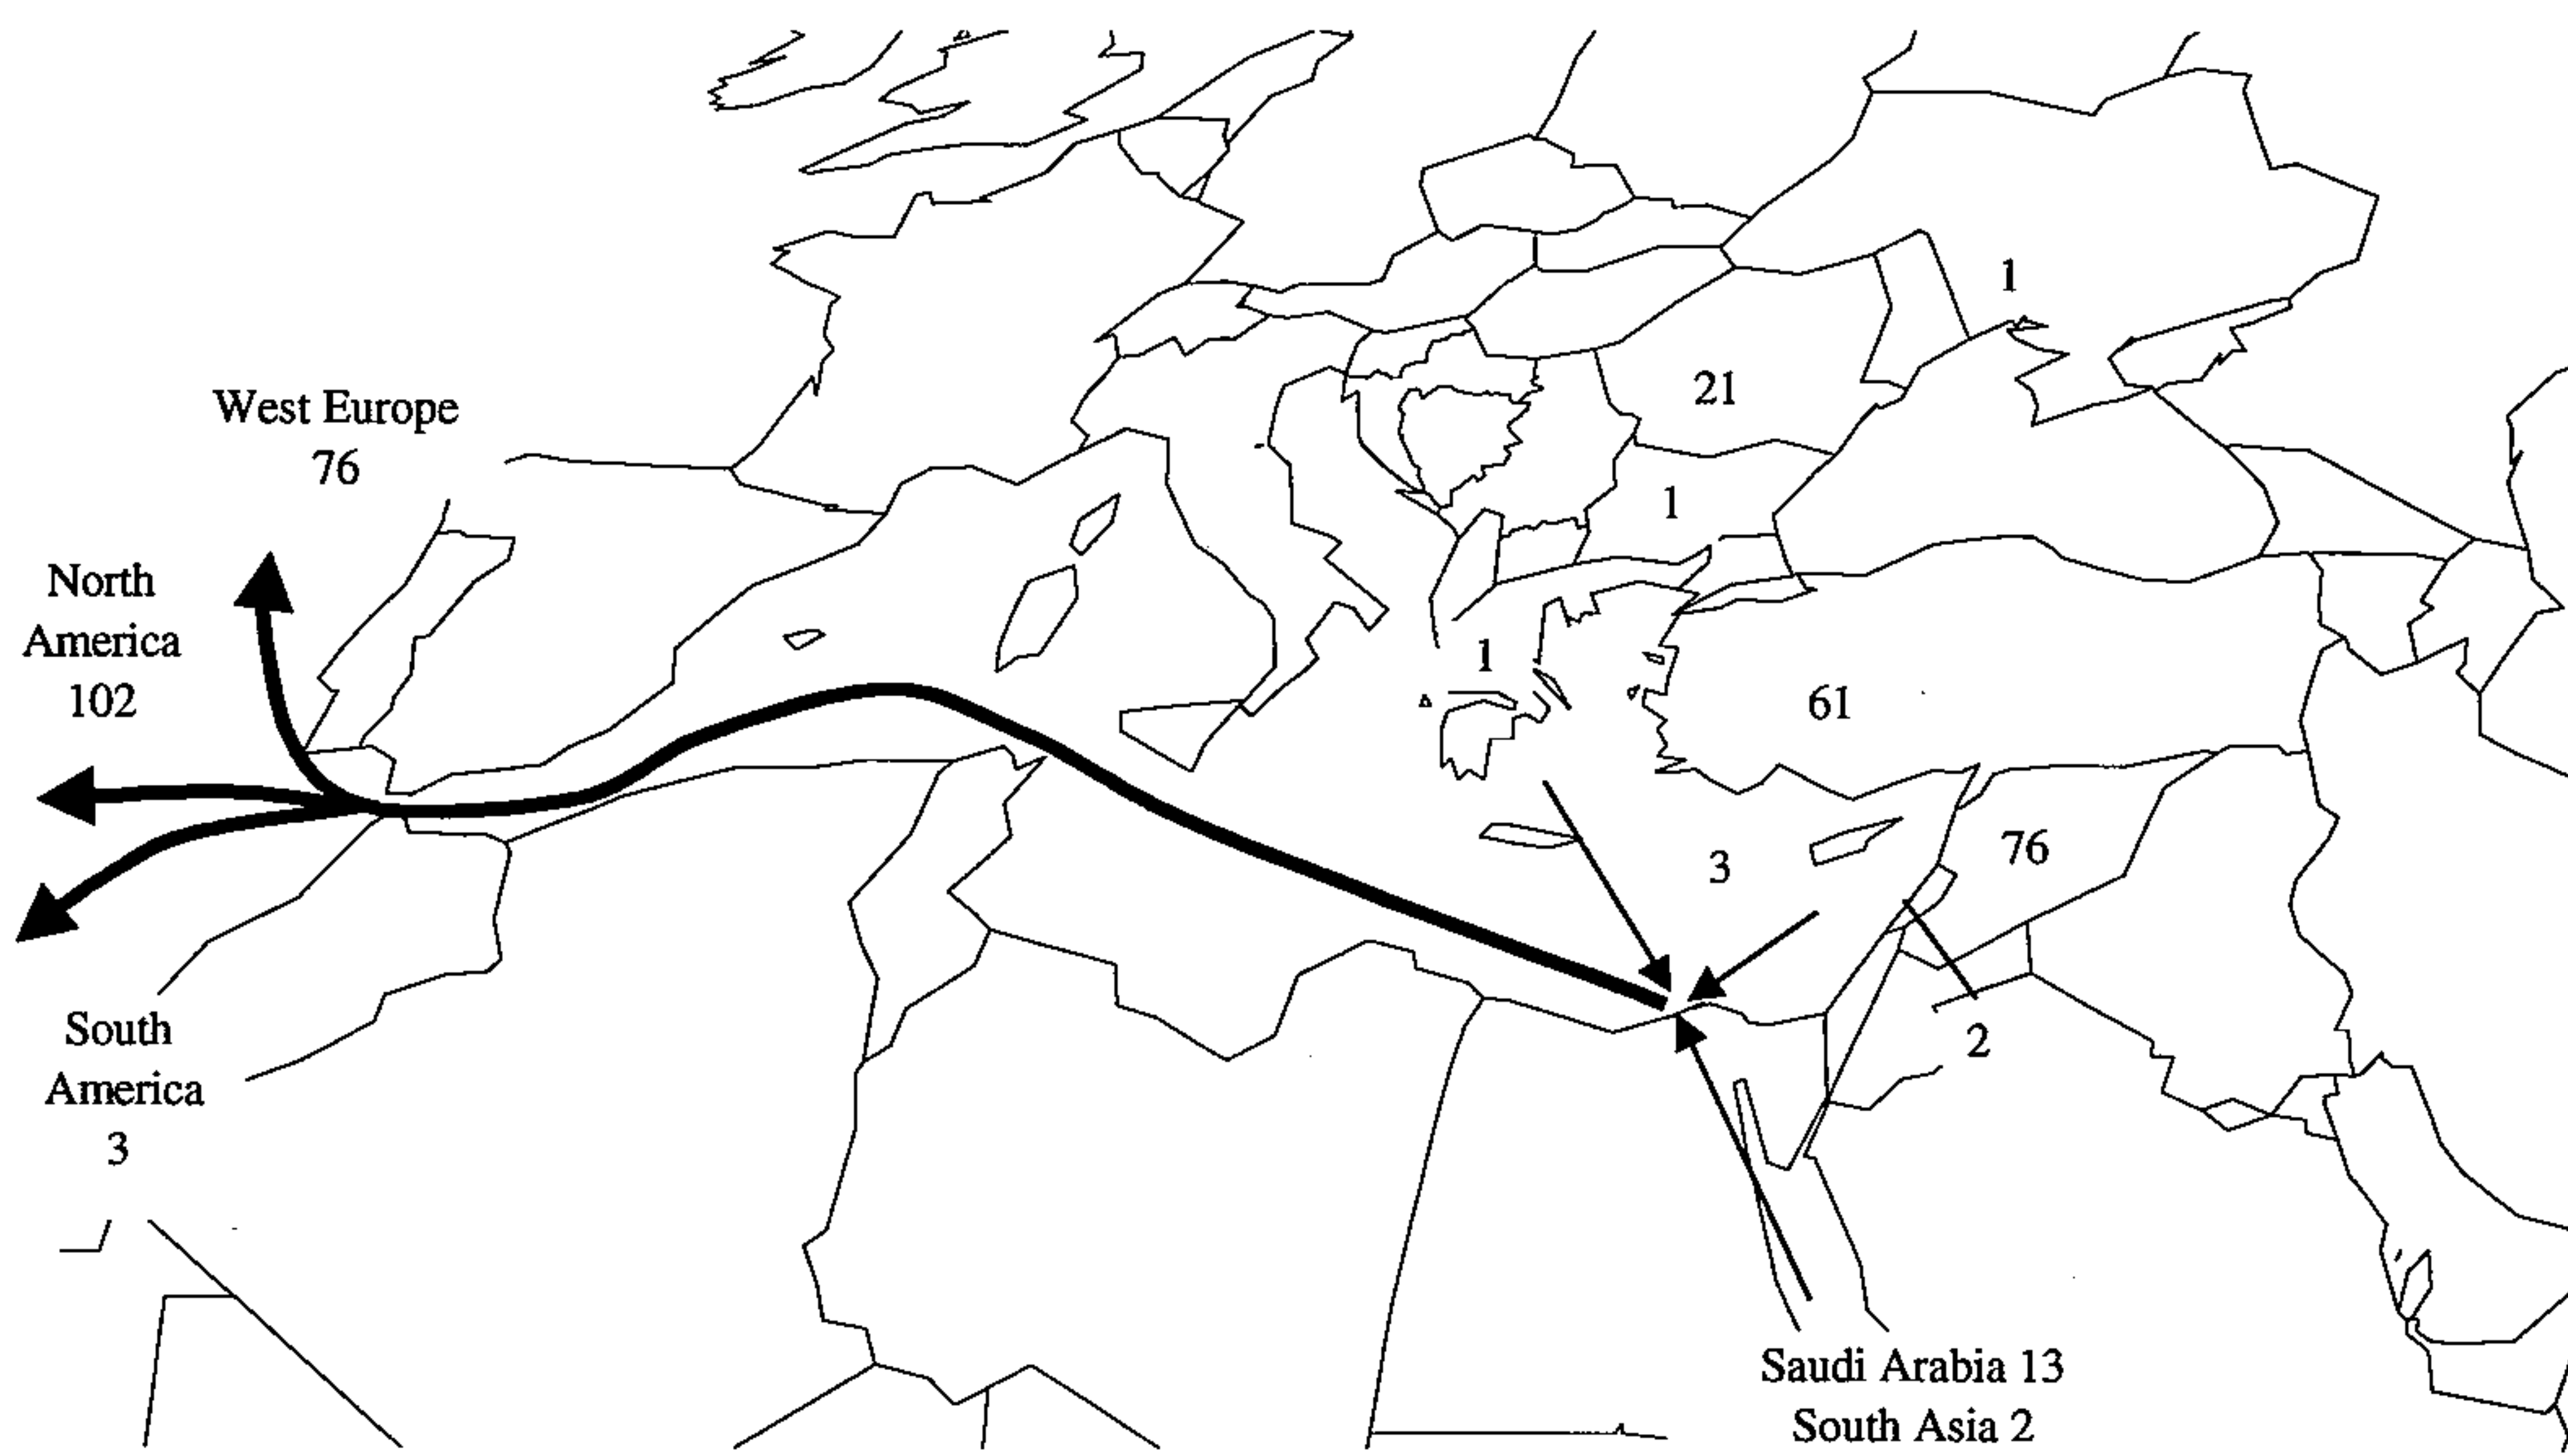 1
21
West Europe
76
1
North
America
102
1
61
3
76
South
America
3
2
Saudi Arabia 13
South Asia 2